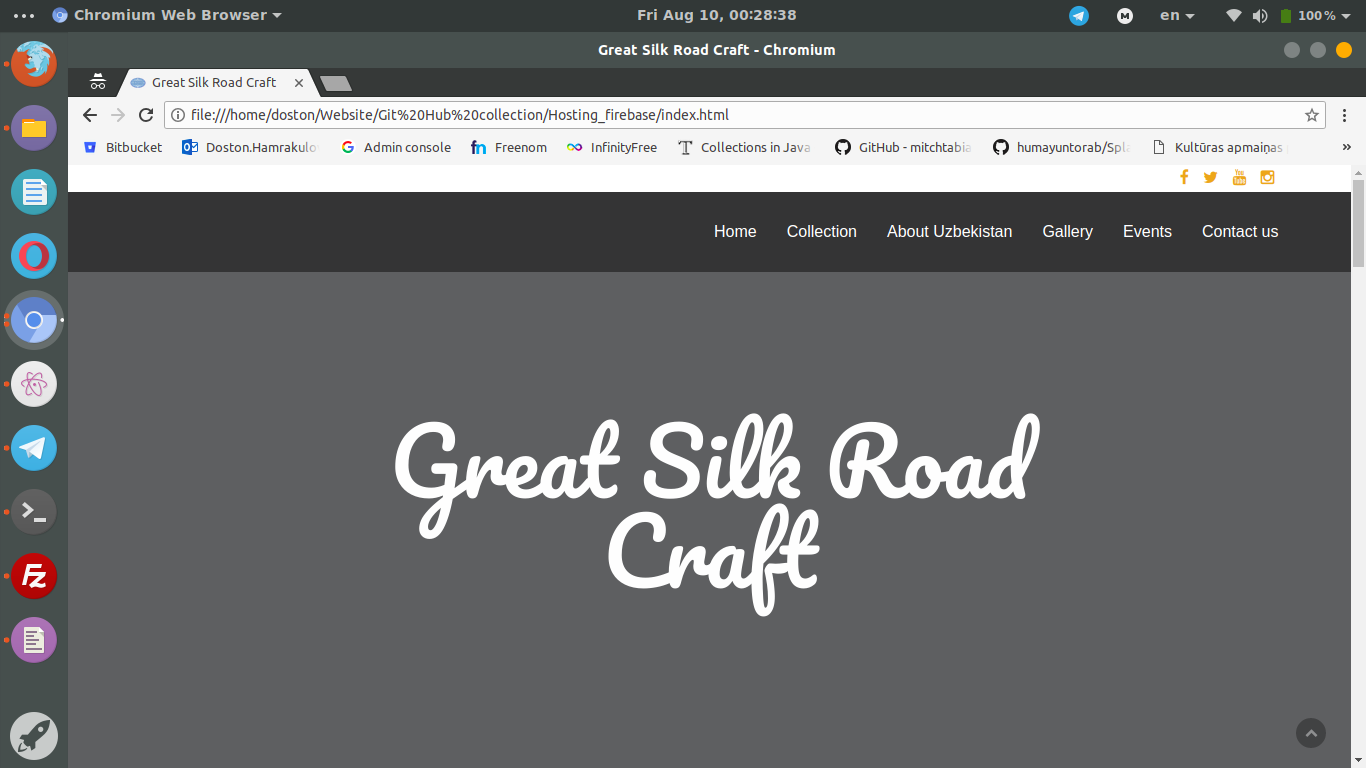 Chromium Web Browser
Fri Aug 10, 00:28:38
en
100 %
Great Silk Road Craft - Chromium
Great Silk Road Craft
file:///home/doston/Website/Git%20Hub%20collection/Hosting_firebase/index.html
Bitbucket
Doston.Hamrakulo
Admin console
Freenom
InfinityFree
Collections in Java
GitHub - mitchtabia
humayuntorab/Spl
Kultūras apmaiņas
Home
Collection
About Uzbekistan
Gallery
Events
Contact us
Great Silk Road
Craft